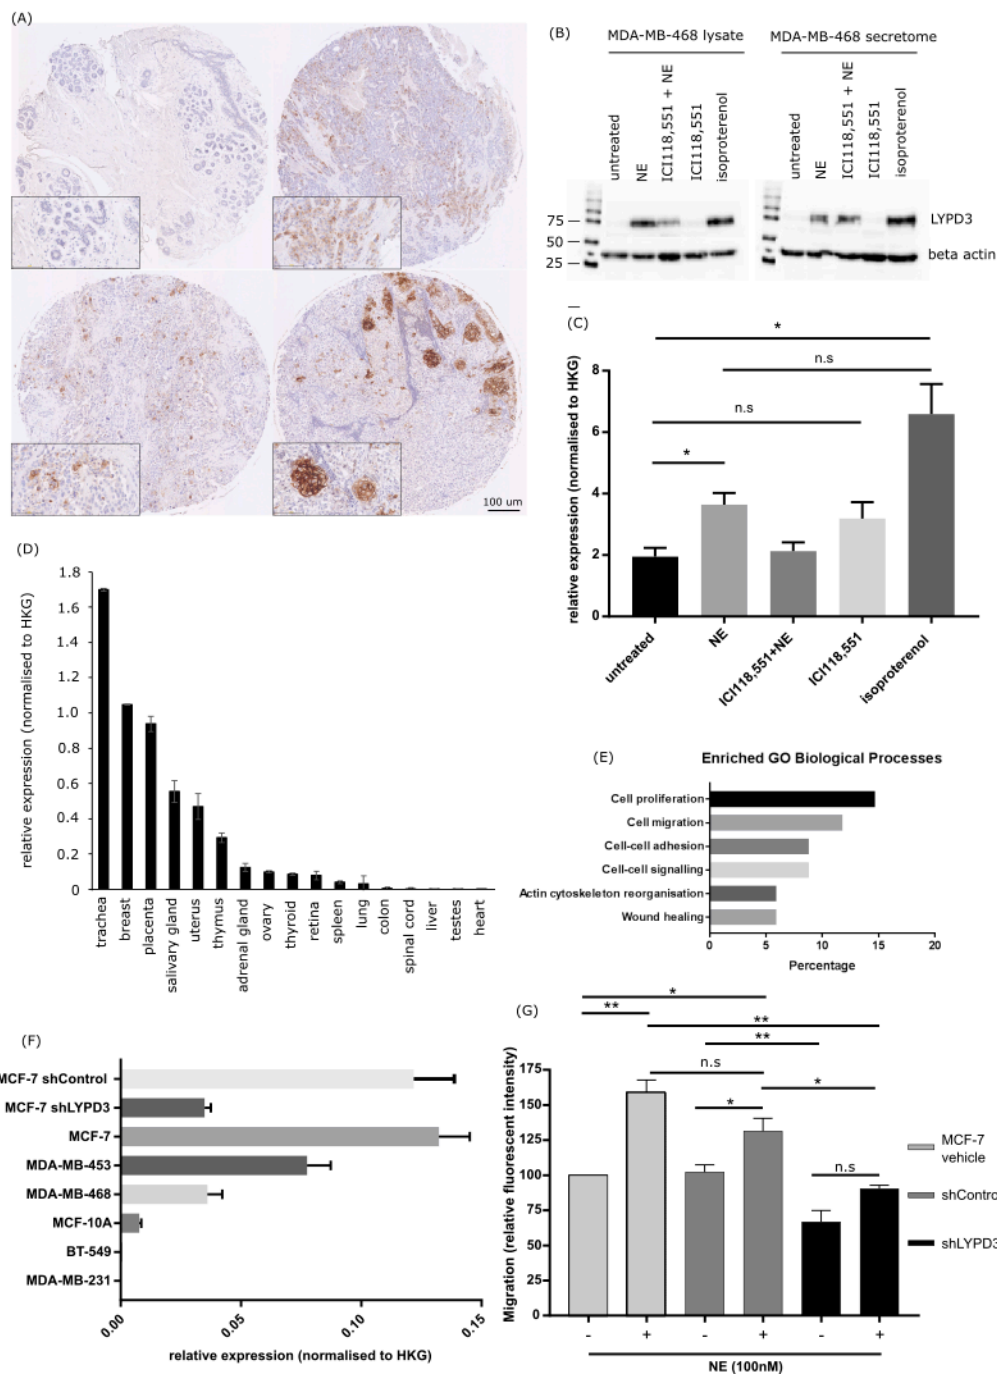 (A)
100 um
(B)
MDA-MB-468 lysate
MDA-MB-468 secretome
untreated
NE
ICI118,551 + NE
ICI118,551
isoproterenol
untreated
NE
ICI118,551 + NE
ICI118,551
isoproterenol
75
50
25
LYPD3
beta actin
(C)
relative expression (normalised to HKG)
8
6
4
2
0
*
n.s
n.s
*
untreated
NE
ICI118,551+NE
ICI118,551
isoproterenol
(D)
relative expression (normalised to HKG)
1.8
1.6
1.4
1.2
1.0
0.8
0.6
0.4
0.2
0
trachea
breast
placenta
salivary gland
uterus
thymus
adrenal gland
ovary
thyroid
retina
spleen
lung
colon
spinal cord
liver
testes
heart
(E)
Enriched GO Biological Processes
Cell proliferation
Cell migration
Cell-cell adhesion
Cell-cell signalling
Actin cytoskeleton reorganisation
Wound healing
0 5 10 15 20
Percentage
(F)
MCF-7 shControl
MCF-7 shLYPD3
MCF-7
MDA-MB-453
MDA-MB-468
MCF-10A
BT-549
MDA-MB-231
0.00 0.05 0.10 0.15
relative expression (normalised to HKG)
(G)
Migration (relative fluorescent intensity)
175
150
125
100
75
50
25
0
*
**
**
**
n.s
*
*
n.s
- + - + - +
NE (100nM)
MCF-7
vehicle
shContro
shLYPD3